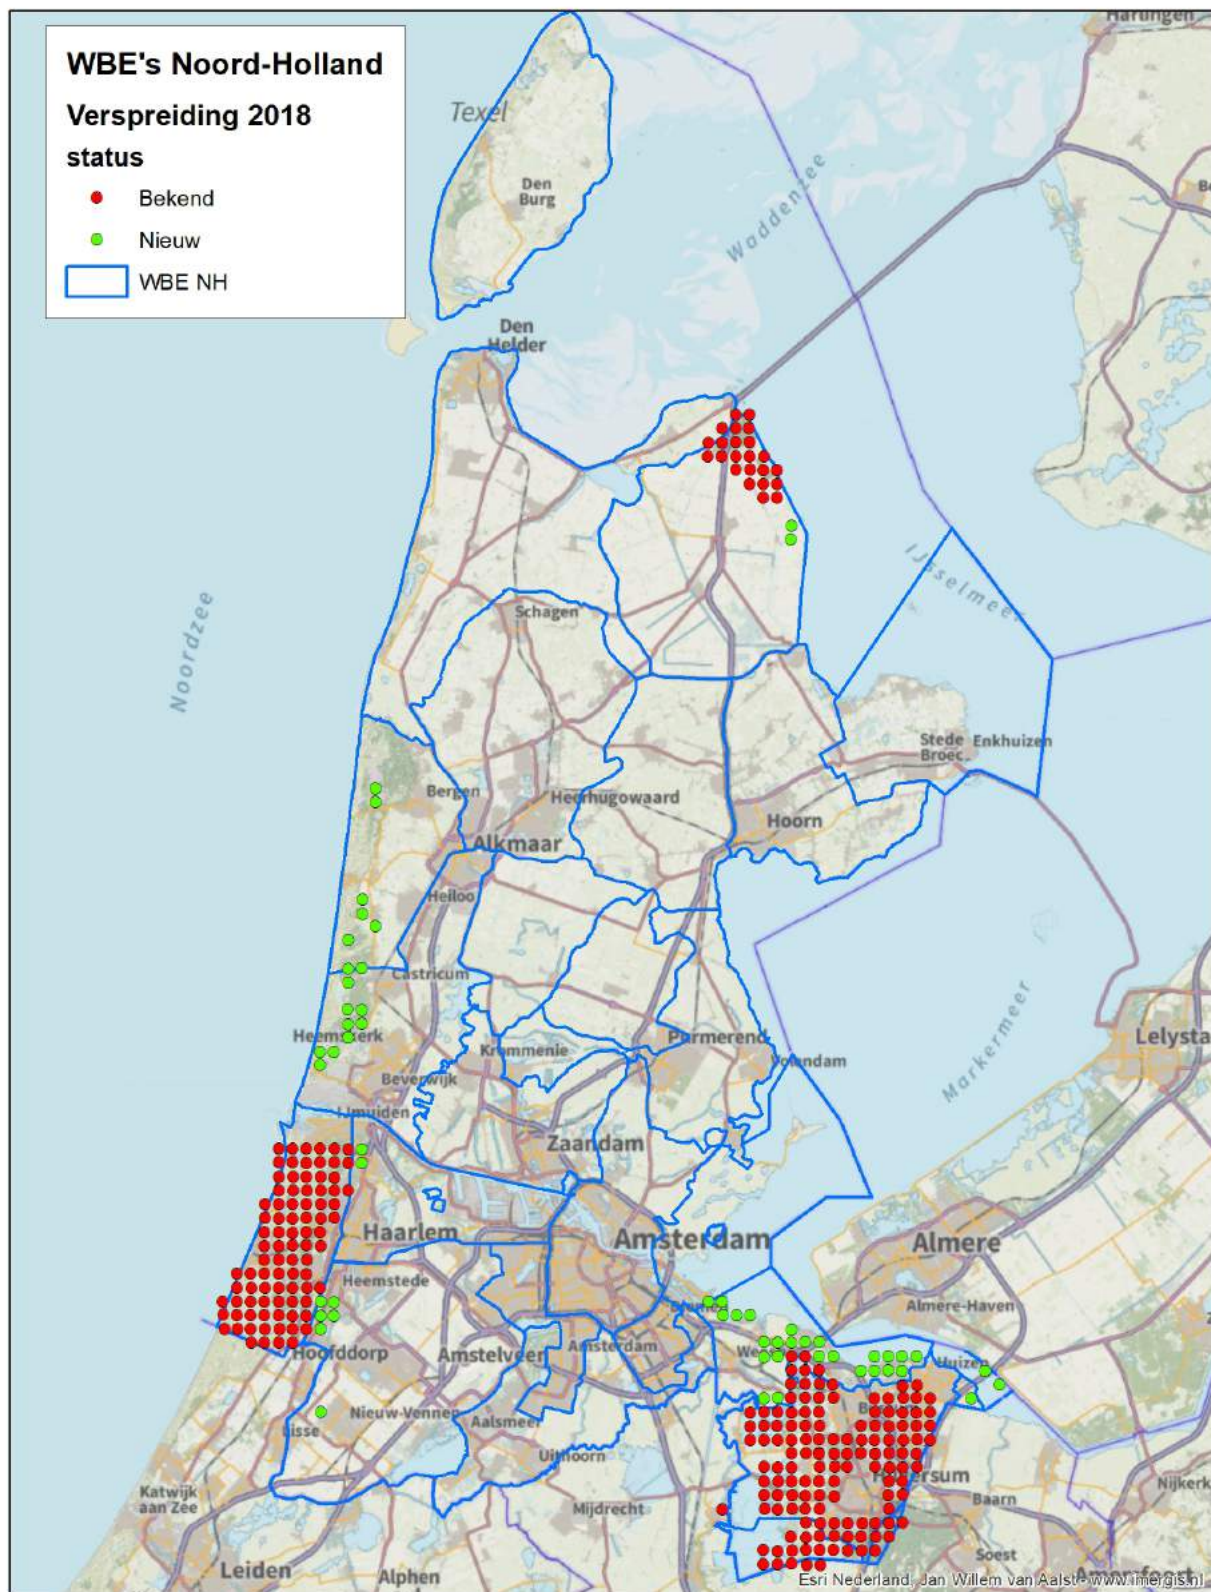 WBE's Noord-Holland
Verspreiding 2018
status
Bekend
Nieuw
WBE NH
Harlingen
Texel
Den
Burg
Waddenzee
Den
Helder
IJsselmeer
Noordzee
Schagen
Stede
Broec
Enkhuizen
Bergen
Heerhugowaard
Hoorn
Alkmaar
Heiloo
Castricum
Markermeer
Heemskerk
Krommenie
Purmerend
Volendam
Lelysta
Beverwijk
IJmuiden
Zaandam
Haarlem
Amsterdam
Almere
Heemstede
Almere-Haven
Hoofddorp
Amstelveen
Amsterdam
Huizen
Nieuw-Vennep
Aalsmeer
Lisse
Uithoorn
Hilversum
Katwijk
aan Zee
Mijdrecht
Baarn
Nijkerk
Soest
Leiden
Alphen
Amersfoort
Esri Nederland, Jan Willem van Aalst - www.imergis.nl